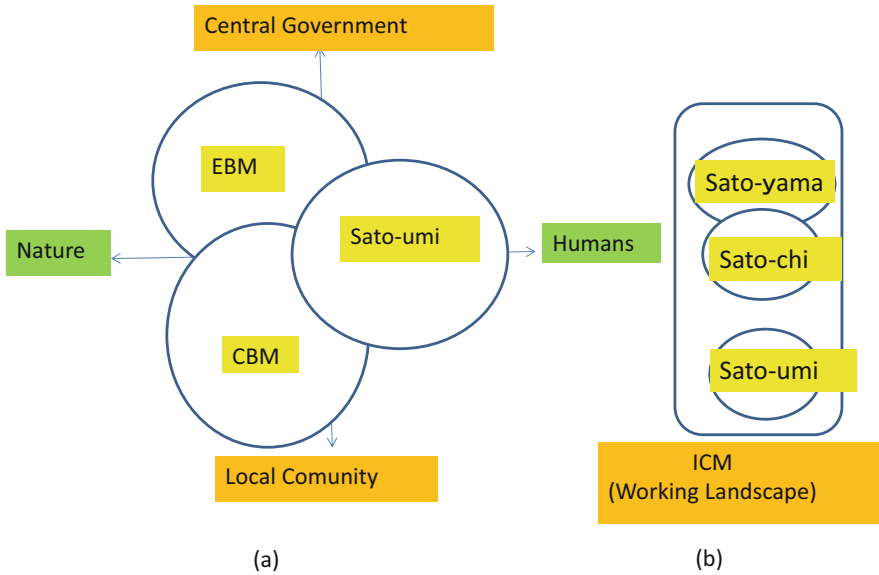 Central Government
EBM
Sato-umi
Nature
Humans
CBM
Local Comunity
(a)
Sato-yama
Sato-chi
Sato-umi
ICM
(Working Landscape)
(b)